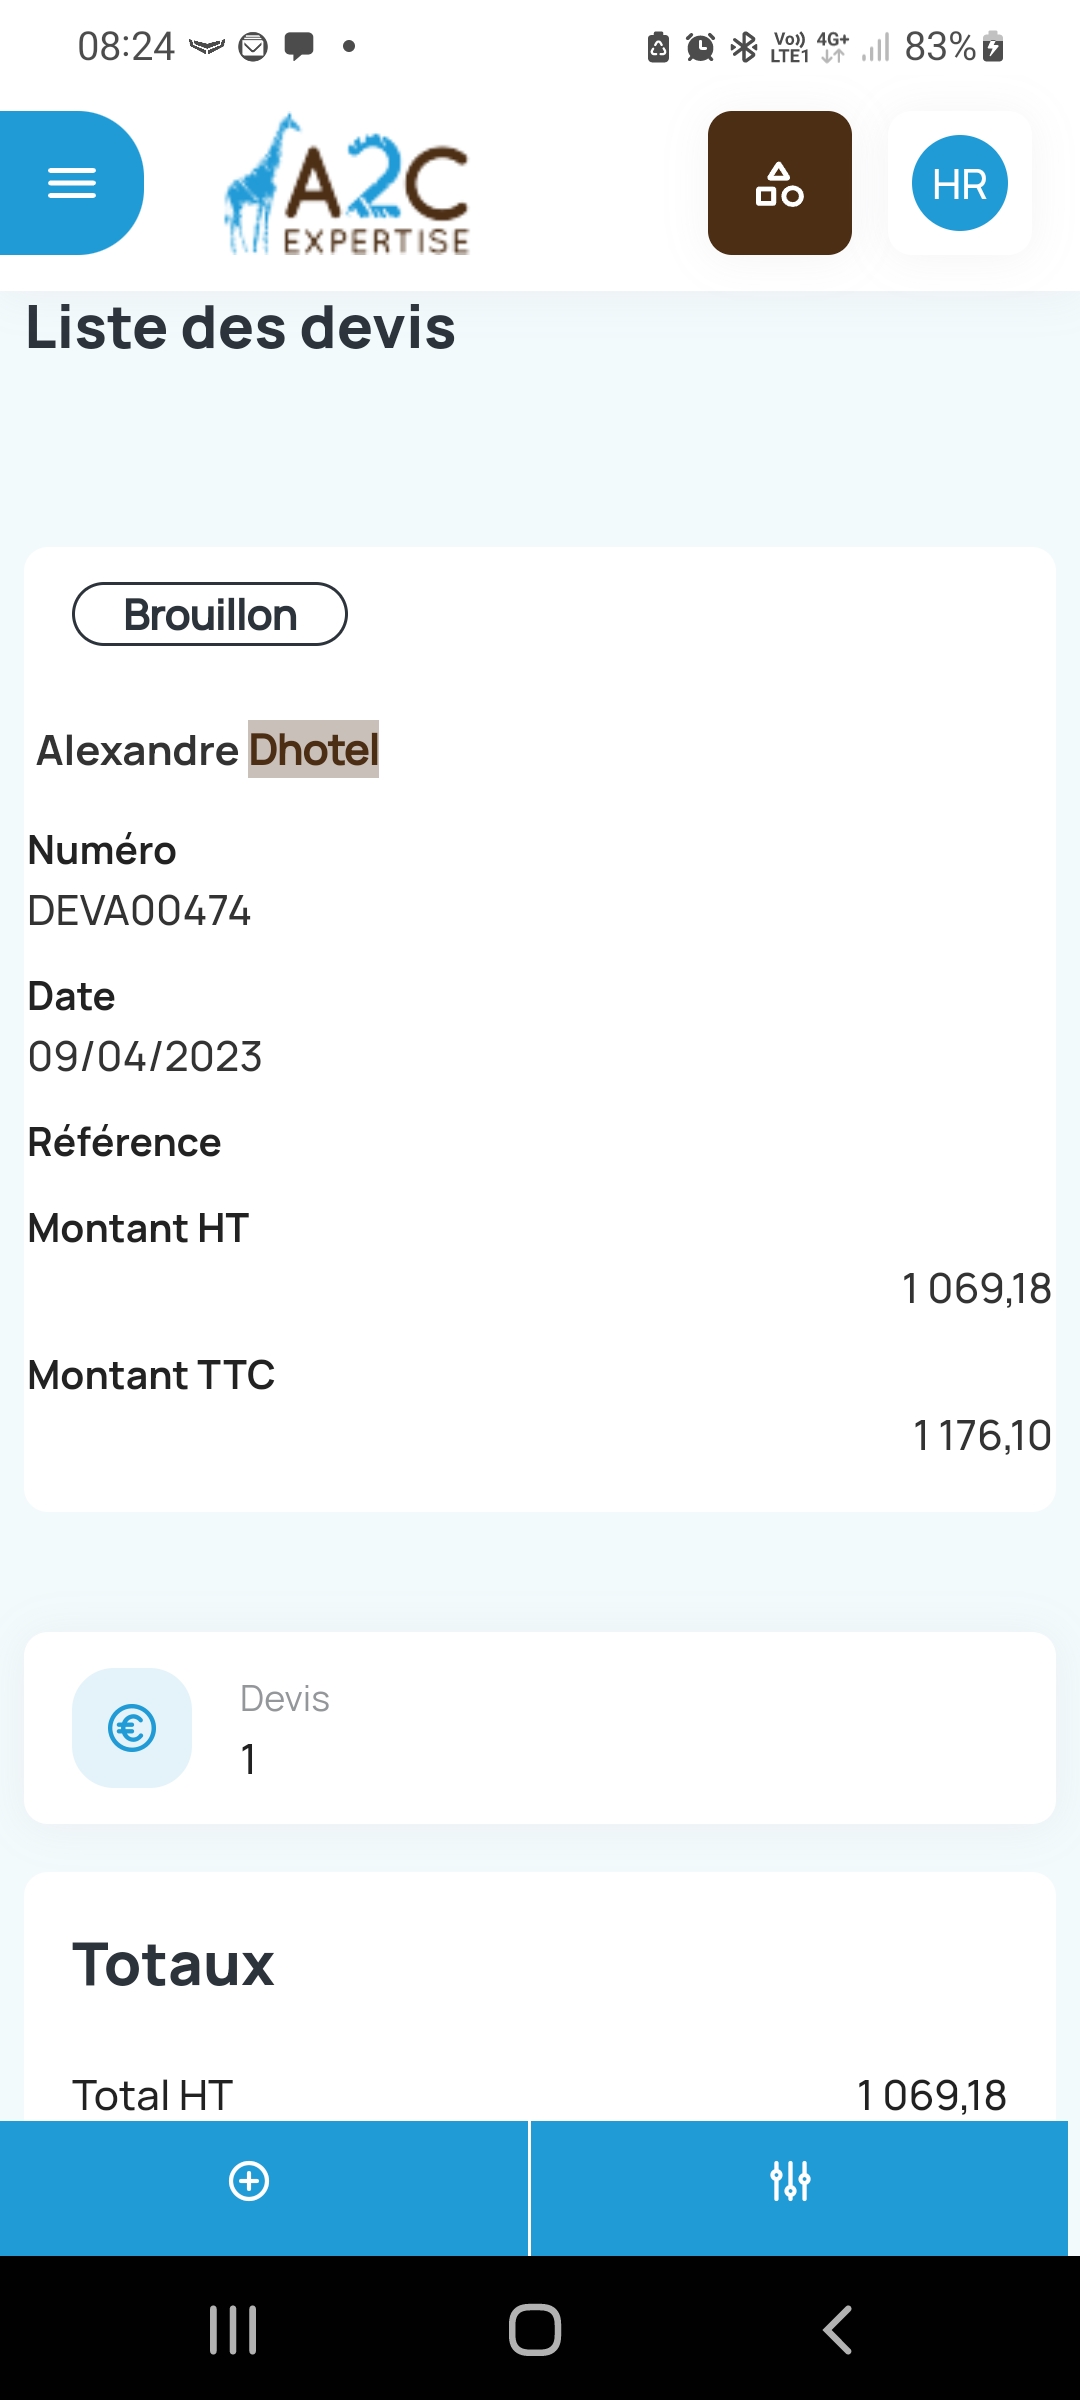 08:24
Vo)) LTE1 4G+ 83%
A2C
EXPERTISE
HR
Liste des devis
Brouillon
Alexandre Dhotel
Numéro
DEVA00474
Date
09/04/2023
Référence
Montant HT
1 069,18
Montant TTC
1 176,10
Devis
1
Totaux
Total HT 1 069,18